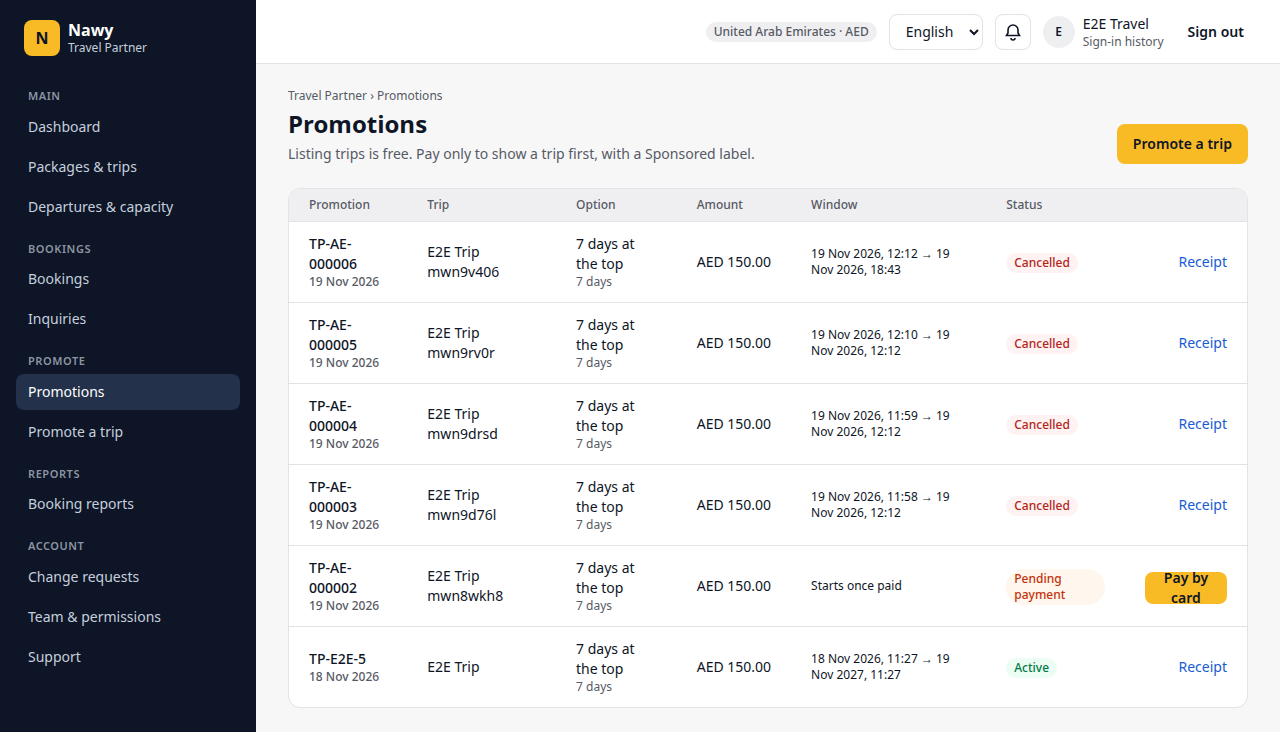 N
Nawy
Travel Partner
MAIN
Dashboard
Packages & trips
Departures & capacity
BOOKINGS
Bookings
Inquiries
PROMOTE
Promotions
Promote a trip
REPORTS
Booking reports
ACCOUNT
Change requests
Team & permissions
Support
United Arab Emirates · AED
English
E
E2E Travel
Sign-in history
Sign out
Travel Partner › Promotions
Promotions
Listing trips is free. Pay only to show a trip first, with a Sponsored label.
Promote a trip
Promotion Trip Option Amount Window Status
TP-AE-
000006
19 Nov 2026
E2E Trip
mwn9v406
7 days at
the top
7 days
AED 150.00
19 Nov 2026, 12:12 → 19
Nov 2026, 18:43
Cancelled
Receipt
TP-AE-
000005
19 Nov 2026
E2E Trip
mwn9rv0r
7 days at
the top
7 days
AED 150.00
19 Nov 2026, 12:10 → 19
Nov 2026, 12:12
Cancelled
Receipt
TP-AE-
000004
19 Nov 2026
E2E Trip
mwn9drsd
7 days at
the top
7 days
AED 150.00
19 Nov 2026, 11:59 → 19
Nov 2026, 12:12
Cancelled
Receipt
TP-AE-
000003
19 Nov 2026
E2E Trip
mwn9d76l
7 days at
the top
7 days
AED 150.00
19 Nov 2026, 11:58 → 19
Nov 2026, 12:12
Cancelled
Receipt
TP-AE-
000002
19 Nov 2026
E2E Trip
mwn8wkh8
7 days at
the top
7 days
AED 150.00
Starts once paid
Pending
payment
Pay by
card
TP-E2E-5
18 Nov 2026
E2E Trip
7 days at
the top
7 days
AED 150.00
18 Nov 2026, 11:27 → 19
Nov 2027, 11:27
Active
Receipt